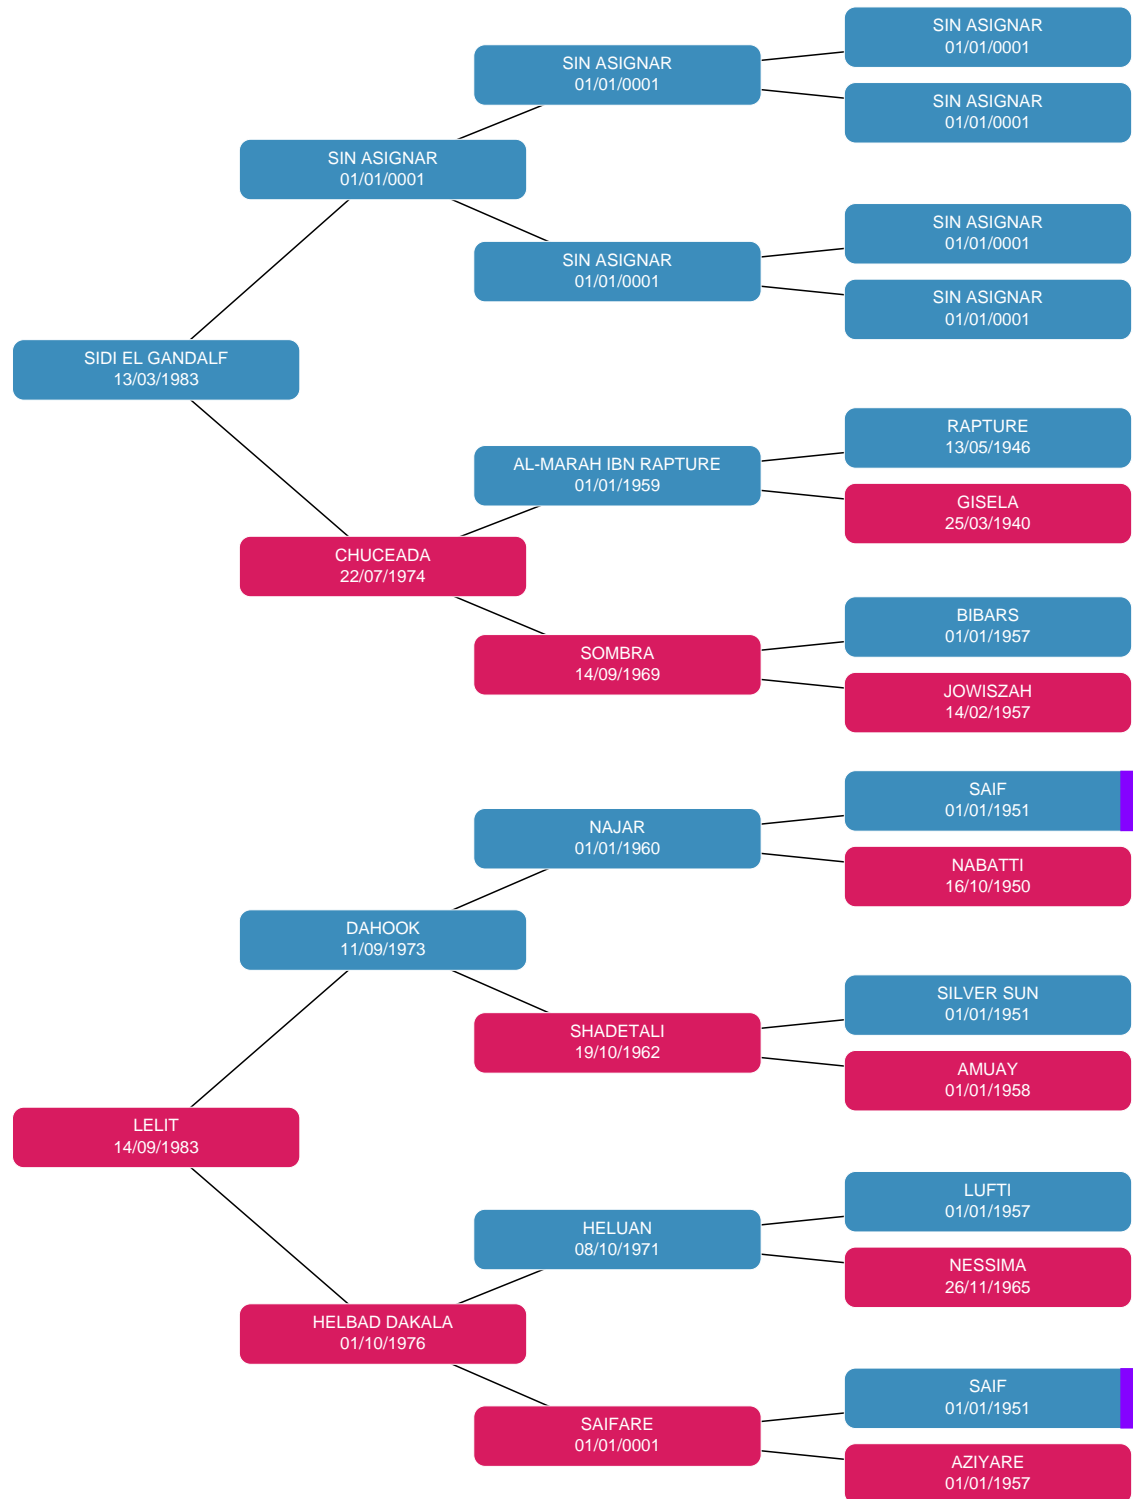 SIN ASIGNAR
01/01/0001
SIN ASIGNAR
01/01/0001
SIN ASIGNAR
01/01/0001
SIN ASIGNAR
01/01/0001
SIN ASIGNAR
01/01/0001
SIN ASIGNAR
01/01/0001
SIN ASIGNAR
01/01/0001
SIDI EL GANDALF
13/03/1983
RAPTURE
13/05/1946
AL-MARAH IBN RAPTURE
01/01/1959
GISELA
25/03/1940
CHUCEADA
22/07/1974
BIBARS
01/01/1957
SOMBRA
14/09/1969
JOWISZAH
14/02/1957
SAIF
01/01/1951
NAJAR
01/01/1960
NABATTI
16/10/1950
DAHOOK
11/09/1973
SILVER SUN
01/01/1951
SHADETALI
19/10/1962
AMUAY
01/01/1958
LELIT
14/09/1983
LUFTI
01/01/1957
HELUAN
08/10/1971
NESSIMA
26/11/1965
HELBAD DAKALA
01/10/1976
SAIF
01/01/1951
SAIFARE
01/01/0001
AZIYARE
01/01/1957